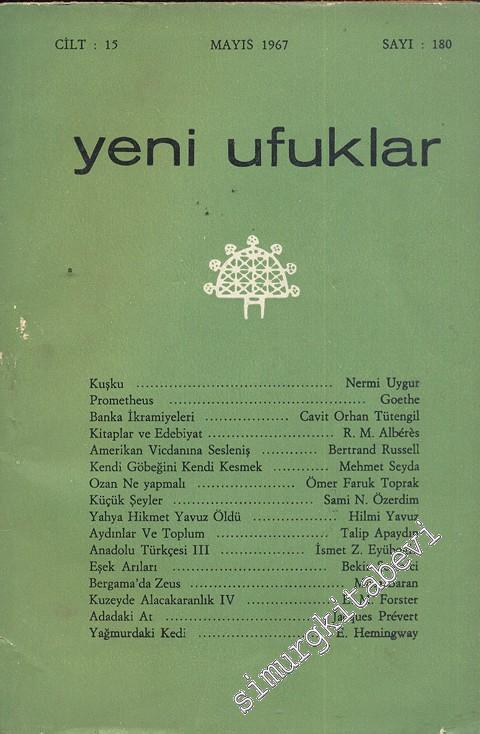 CİLT : 15 MAYIS 1967 SAYI : 180
yeni ufuklar
Kuşku ........ Nermi Uygur
Prometheus ........ Goethe
Banka İkramiyeleri ........ Cavit Orhan Tütengil
Kitaplar ve Edebiyat ........ R. M. Albérès
Amerikan Vicdanına Sesleniş ........ Bertrand Russell
Kendi Göbeğini Kendi Kesmek ........ Mehmet Seyda
Ozan Ne yapmalı ........ Ömer Faruk Toprak
Küçük Şeyler ........ Sami N. Özerdim
Yahya Hikmet Yavuz Öldü ........ Hilmi Yavuz
Aydınlar Ve Toplum ........ Talip Apaydın
Anadolu Türkçesi III ........ İsmet Z.
Eşek Arıları ........
Bergama'da Zeus ........ Baran
Kuzeyde Alacakaranlık IV ........ Forster
Adadaki At ........ Jacques Prévert
Yağmurdaki Kedi ........ E. Hemingway
simurgkitabevi